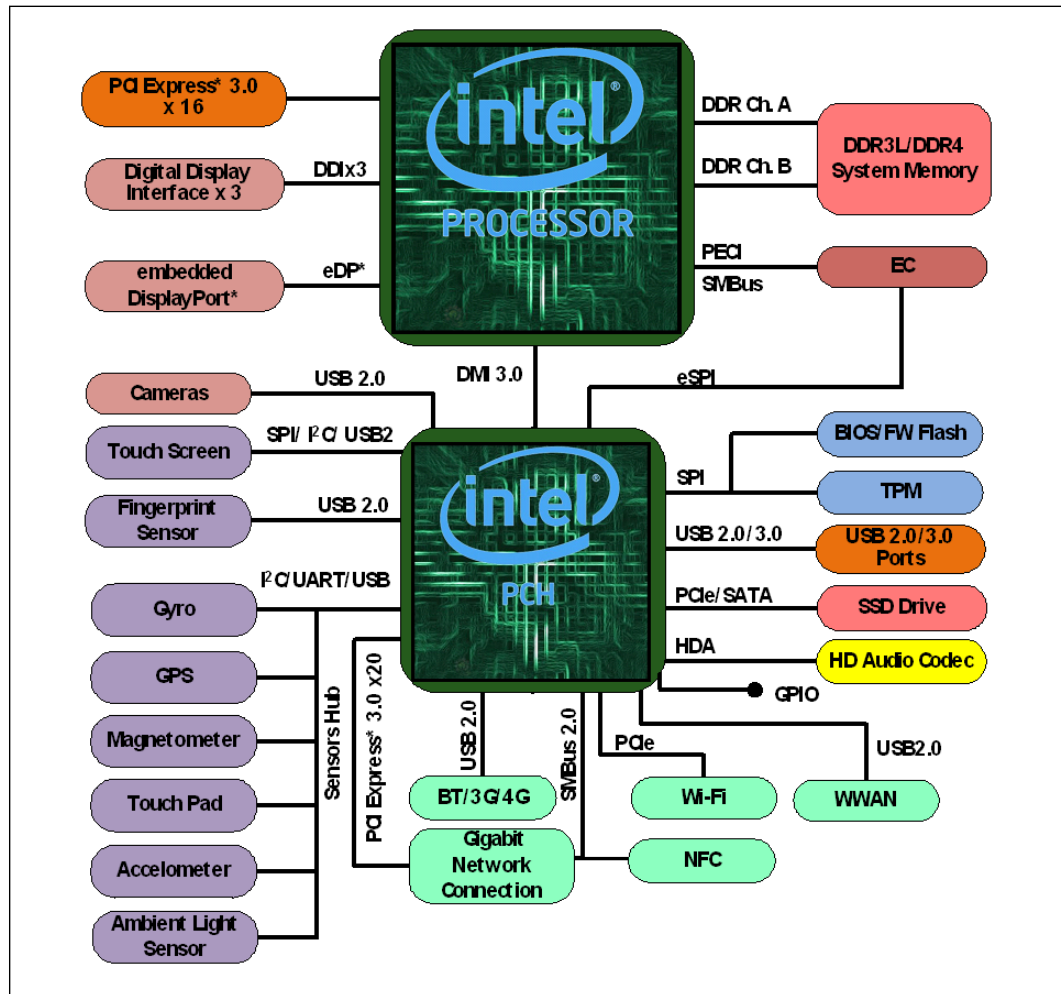 PCI Express* 3.0
x 16
Digital Display
Interface x 3
DDIx3
embedded
DisplayPort*
eDP*
intel®
PROCESSOR
DDR Ch. A
DDR Ch. B
DDR3L/DDR4
System Memory
PECI
SMBus
EC
DMI 3.0
eSPI
Cameras
USB 2.0
Touch Screen
SPI/ I²C/ USB2
Fingerprint
Sensor
USB 2.0
I²C/UART/USB
Gyro
GPS
Magnetometer
Touch Pad
Accelometer
Ambient Light
Sensor
Sensors Hub
intel®
PCH
SPI
BIOS/FW Flash
TPM
USB 2.0/3.0
USB 2.0/3.0
Ports
PCIe/SATA
SSD Drive
HDA
HD Audio Codec
GPIO
PCI Express* 3.0 x20
USB 2.0
SMBus 2.0
PCIe
USB2.0
BT/3G/4G
Wi-Fi
WWAN
Gigabit
Network
Connection
NFC